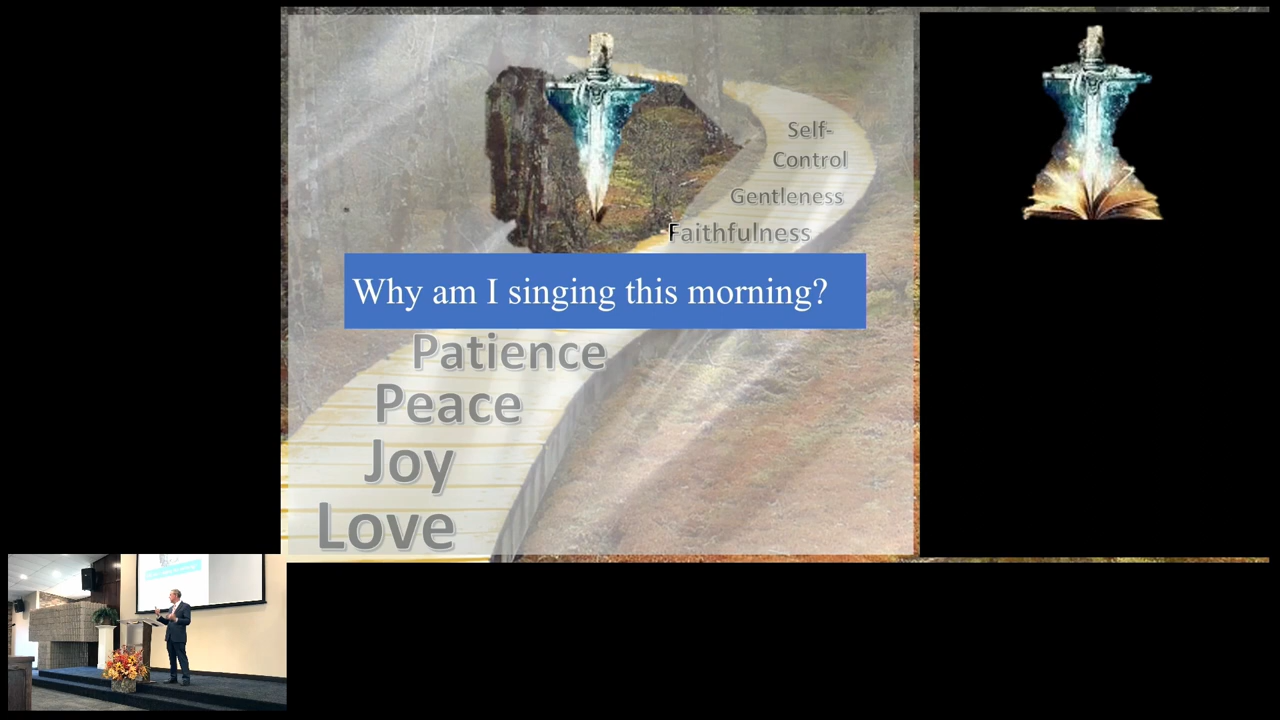 Self-
Control
Gentleness
Faithfulness
Why am I singing this morning?
Patience
Peace
Joy
Love